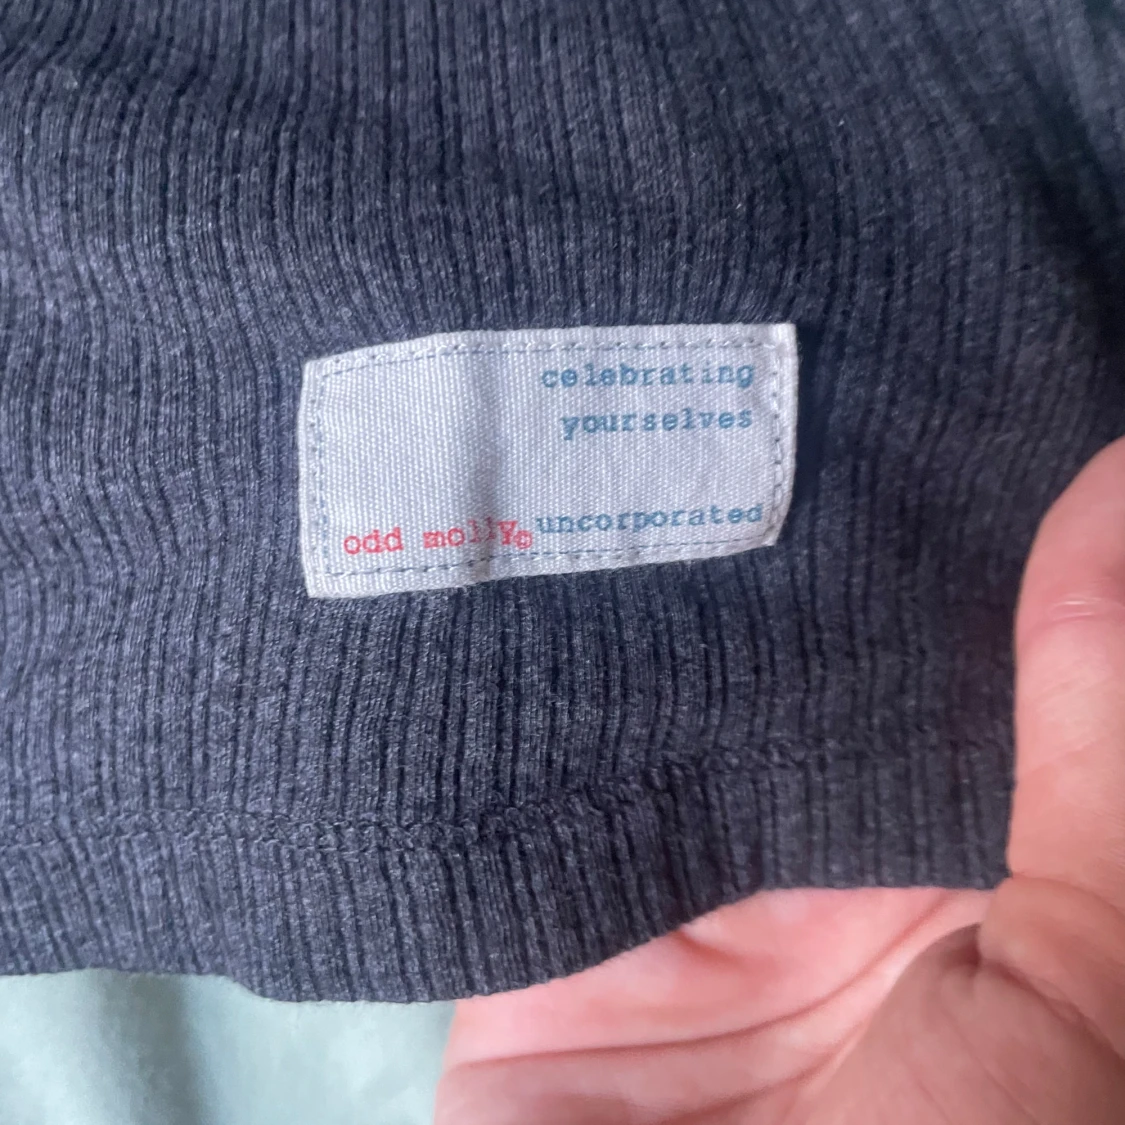 celebrating
yourselves
uncorporated
odd molly©